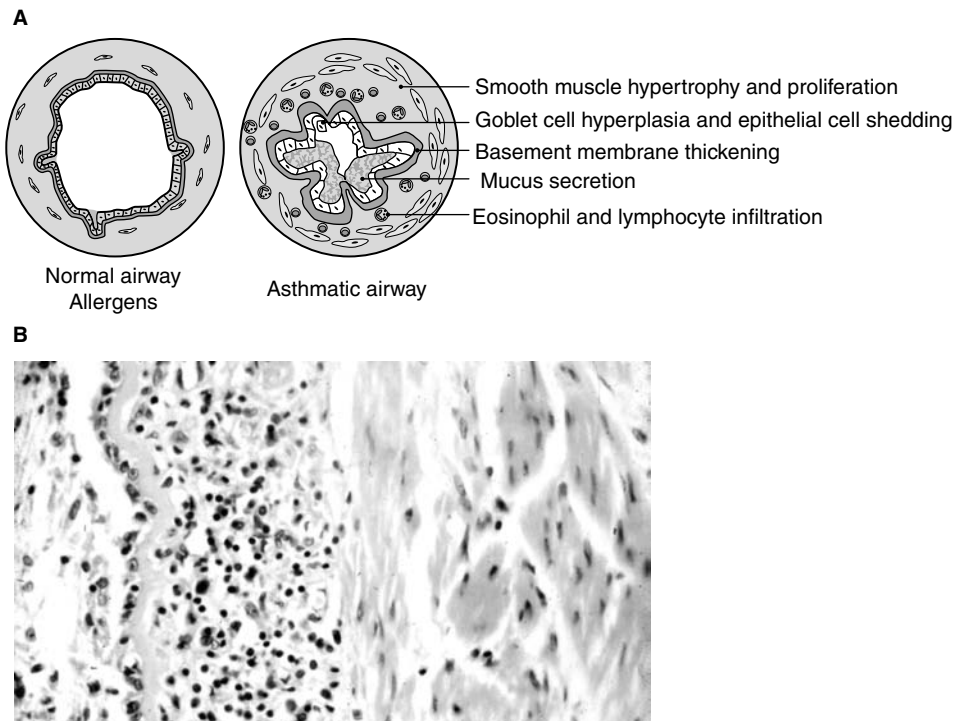 A
Smooth muscle hypertrophy and proliferation
Goblet cell hyperplasia and epithelial cell shedding
Basement membrane thickening
Mucus secretion
Eosinophil and lymphocyte infiltration
Normal airway
Allergens
Asthmatic airway
B